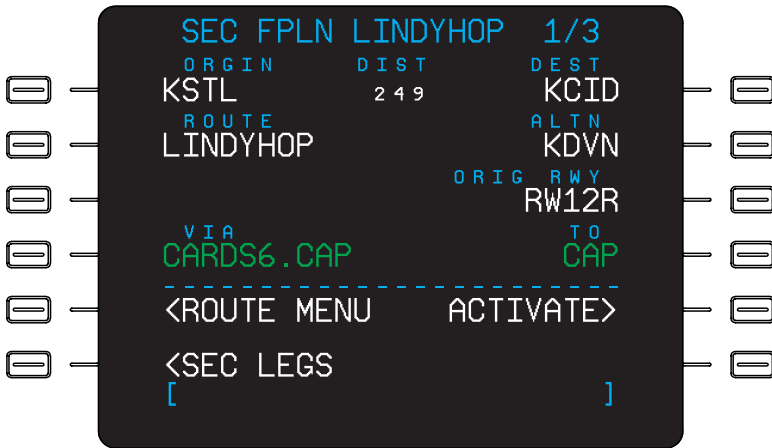 SEC FPLN LINDYHOP 1/3
ORGIN DIST DEST
KSTL 249 KCID
ROUTE ALTN
LINDYHOP KDVN
ORIG RWY
RW12R
VIA TO
CARDS6.CAP CAP
------------------------
<ROUTE MENU ACTIVATE>
<SEC LEGS
[ ]